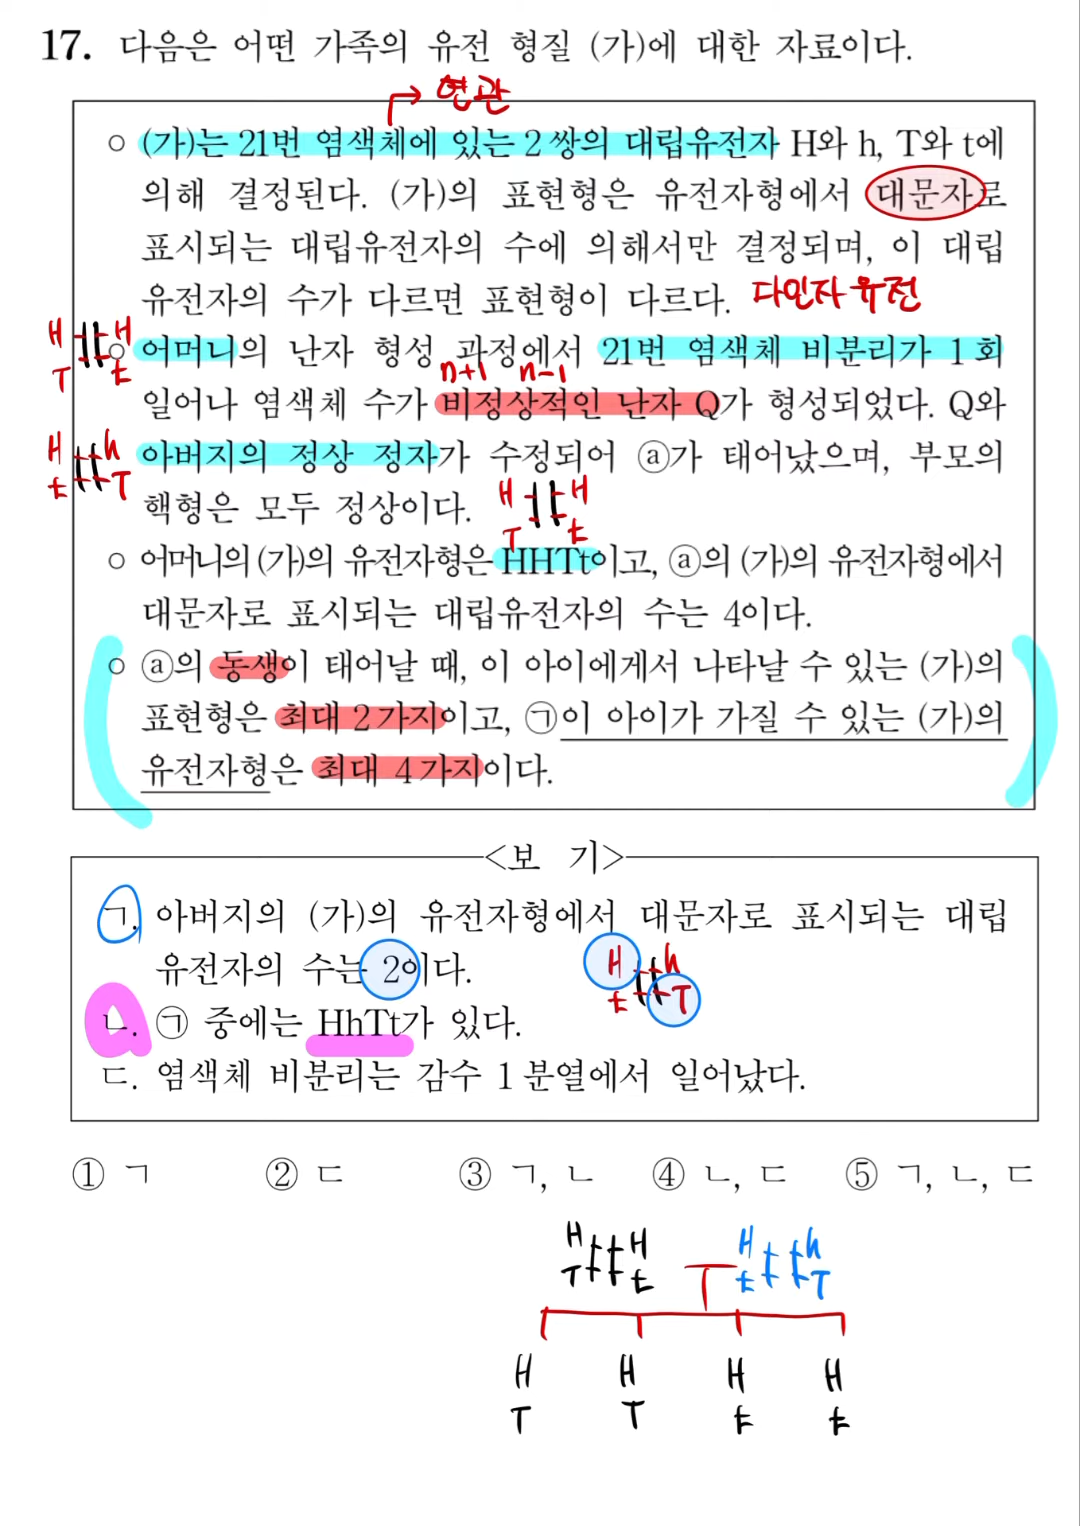 17. 다음은 어떤 가족의 유전 형질 (가)에 대한 자료이다.
연관
○ (가)는 21번 염색체에 있는 2쌍의 대립유전자 H와 h, T와 t에
의해 결정된다. (가)의 표현형은 유전자형에서 대문자로
표시되는 대립유전자의 수에 의해서만 결정되며, 이 대립
유전자의 수가 다르면 표현형이 다르다. 다인자 유전
H H
T t
○ 어머니의 난자 형성 과정에서 21번 염색체 비분리가 1회
n+1 n-1
일어나 염색체 수가 비정상적인 난자 Q가 형성되었다. Q와
H h
t T
아버지의 정상 정자가 수정되어 ⓐ가 태어났으며, 부모의
핵형은 모두 정상이다.
H H
T t
○ 어머니의 (가)의 유전자형은 HHTt이고, ⓐ의 (가)의 유전자형에서
대문자로 표시되는 대립유전자의 수는 4이다.
○ ⓐ의 동생이 태어날 때, 이 아이에게서 나타날 수 있는 (가)의
표현형은 최대 2가지이고, ㉠이 아이가 가질 수 있는 (가)의
유전자형은 최대 4가지이다.
<보 기>
ㄱ. 아버지의 (가)의 유전자형에서 대문자로 표시되는 대립
유전자의 수는 2이다.
H h
t T
ㄴ. ㉠ 중에는 HhTt가 있다.
ㄷ. 염색체 비분리는 감수 1분열에서 일어났다.
① ㄱ ② ㄷ ③ ㄱ, ㄴ ④ ㄴ, ㄷ ⑤ ㄱ, ㄴ, ㄷ
H H H h
T t t T
H H H H
T T t t